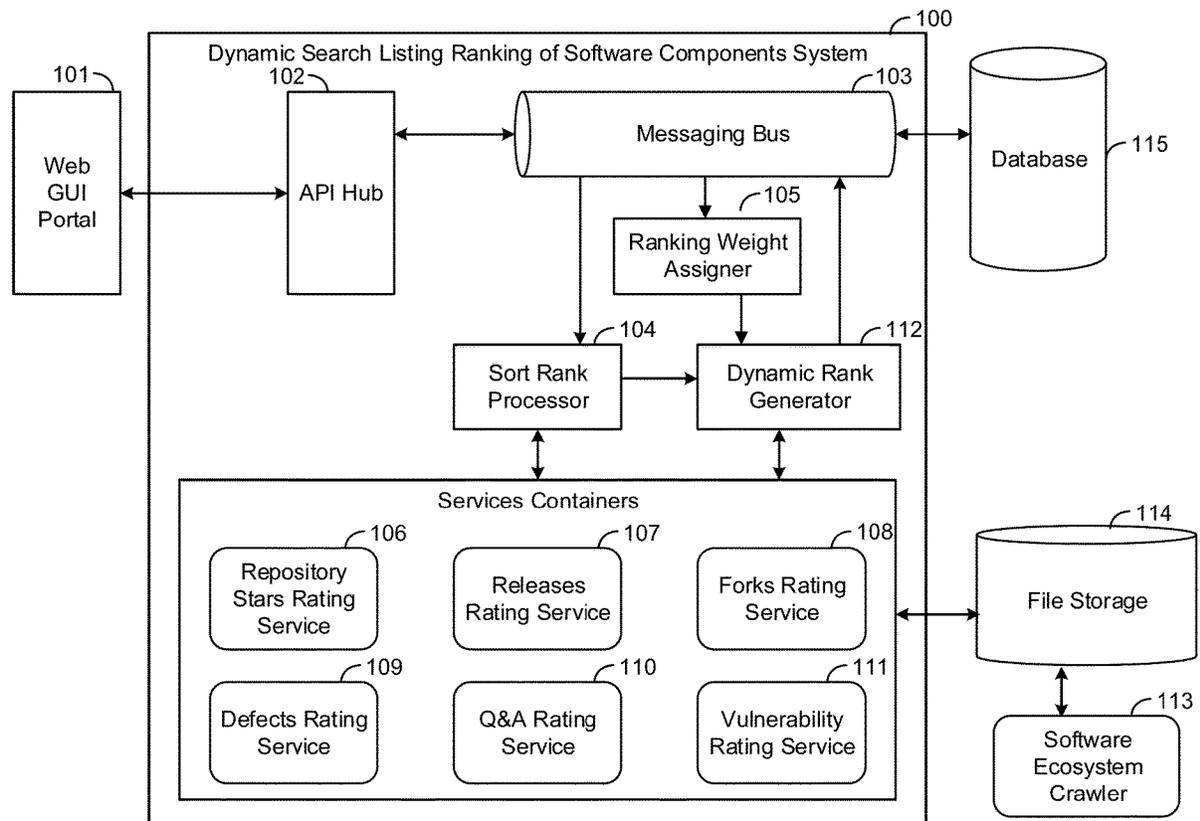 100
Dynamic Search Listing Ranking of Software Components System
101
102
103
Web
GUI
Portal
API Hub
Messaging Bus
Database
115
105
Ranking Weight
Assigner
104
112
Sort Rank
Processor
Dynamic Rank
Generator
Services Containers
106
Repository
Stars Rating
Service
107
Releases
Rating Service
108
Forks Rating
Service
109
Defects Rating
Service
110
Q&A Rating
Service
111
Vulnerability
Rating Service
114
File Storage
113
Software
Ecosystem
Crawler